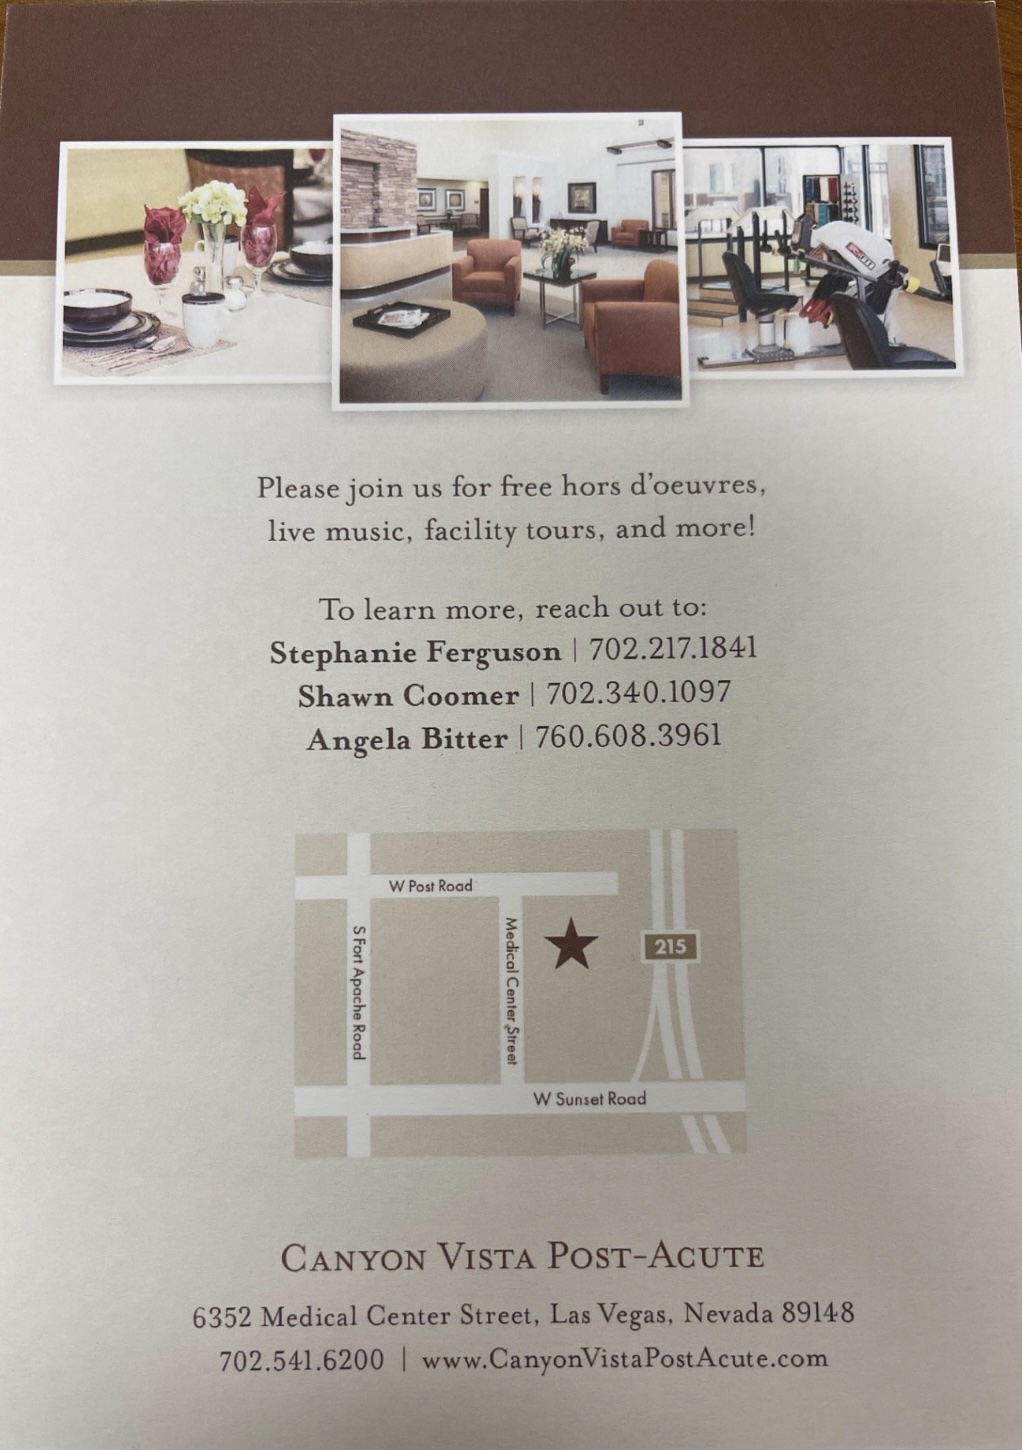 Please join us for free hors d'oeuvres,
live music, facility tours, and more!
To learn more, reach out to:
Stephanie Ferguson | 702.217.1841
Shawn Coomer | 702.340.1097
Angela Bitter | 760.608.3961
W Post Road
S Fort Apache Road
Medical Center Street
215
W Sunset Road
CANYON VISTA POST-ACUTE
6352 Medical Center Street, Las Vegas, Nevada 89148
702.541.6200 | www.CanyonVistaPostAcute.com